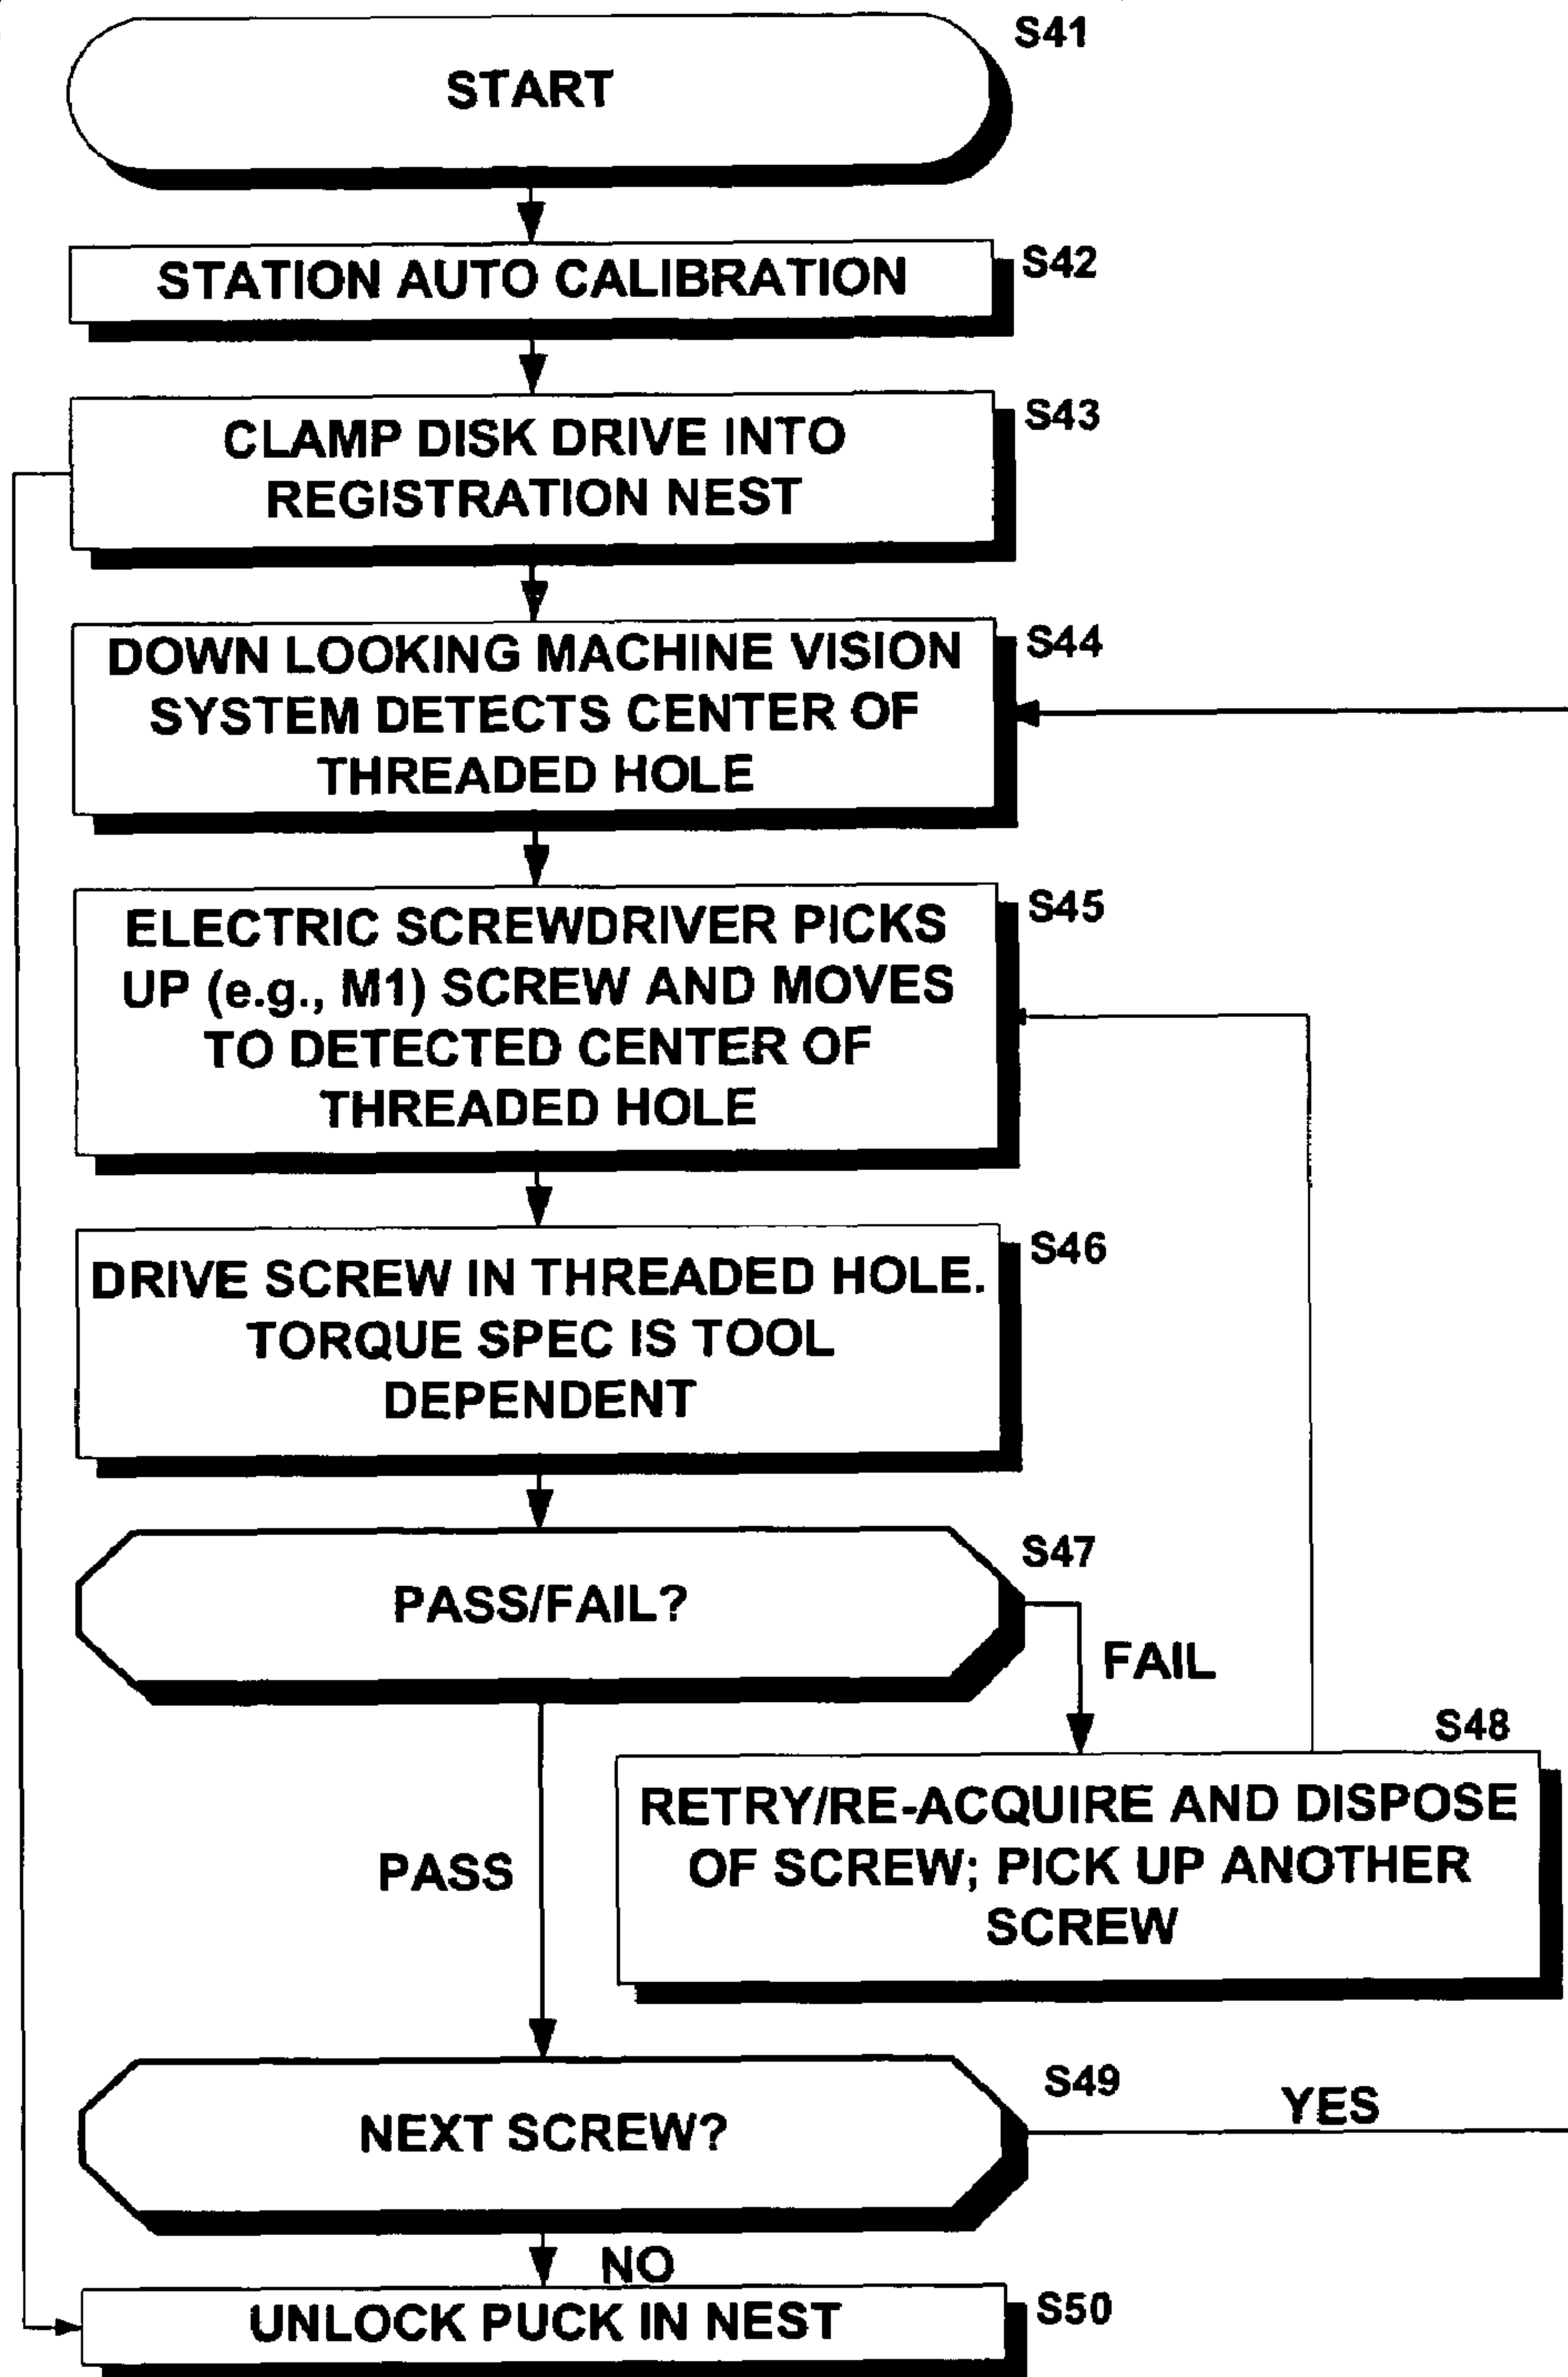 S41
START
S42
STATION AUTO CALIBRATION
S43
CLAMP DISK DRIVE INTO
REGISTRATION NEST
S44
DOWN LOOKING MACHINE VISION
SYSTEM DETECTS CENTER OF
THREADED HOLE
S45
ELECTRIC SCREWDRIVER PICKS
UP (e.g., M1) SCREW AND MOVES
TO DETECTED CENTER OF
THREADED HOLE
S46
DRIVE SCREW IN THREADED HOLE.
TORQUE SPEC IS TOOL
DEPENDENT
S47
PASS/FAIL?
FAIL
S48
RETRY/RE-ACQUIRE AND DISPOSE
OF SCREW; PICK UP ANOTHER
SCREW
PASS
S49
NEXT SCREW?
YES
NO
S50
UNLOCK PUCK IN NEST